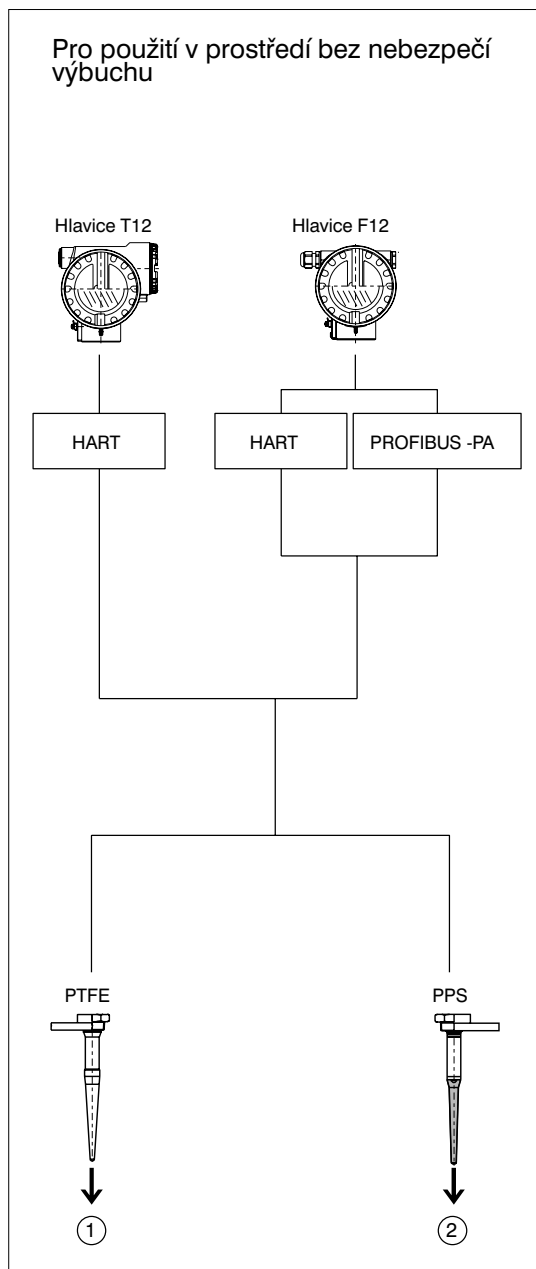 Pro použití v prostředí bez nebezpečí
výbuchu
Hlavice T12
Hlavice F12
HART
HART
PROFIBUS -PA
PTFE
PPS
1
2